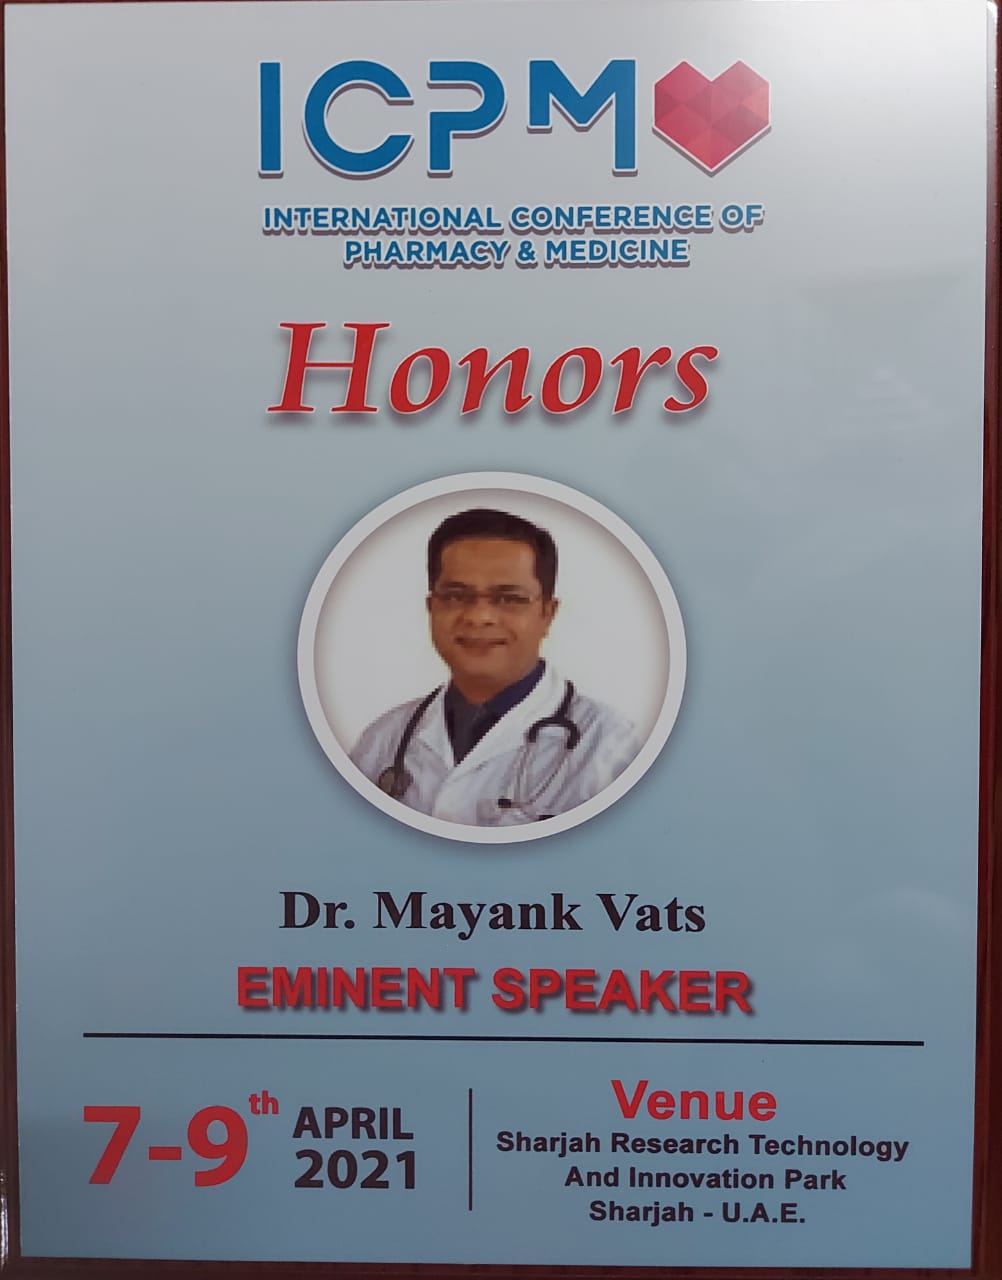 ICPM
INTERNATIONAL CONFERENCE OF
PHARMACY & MEDICINE
Honors
Dr. Mayank Vats
EMINENT SPEAKER
7-9th APRIL
2021
Venue
Sharjah Research Technology
And Innovation Park
Sharjah - U.A.E.